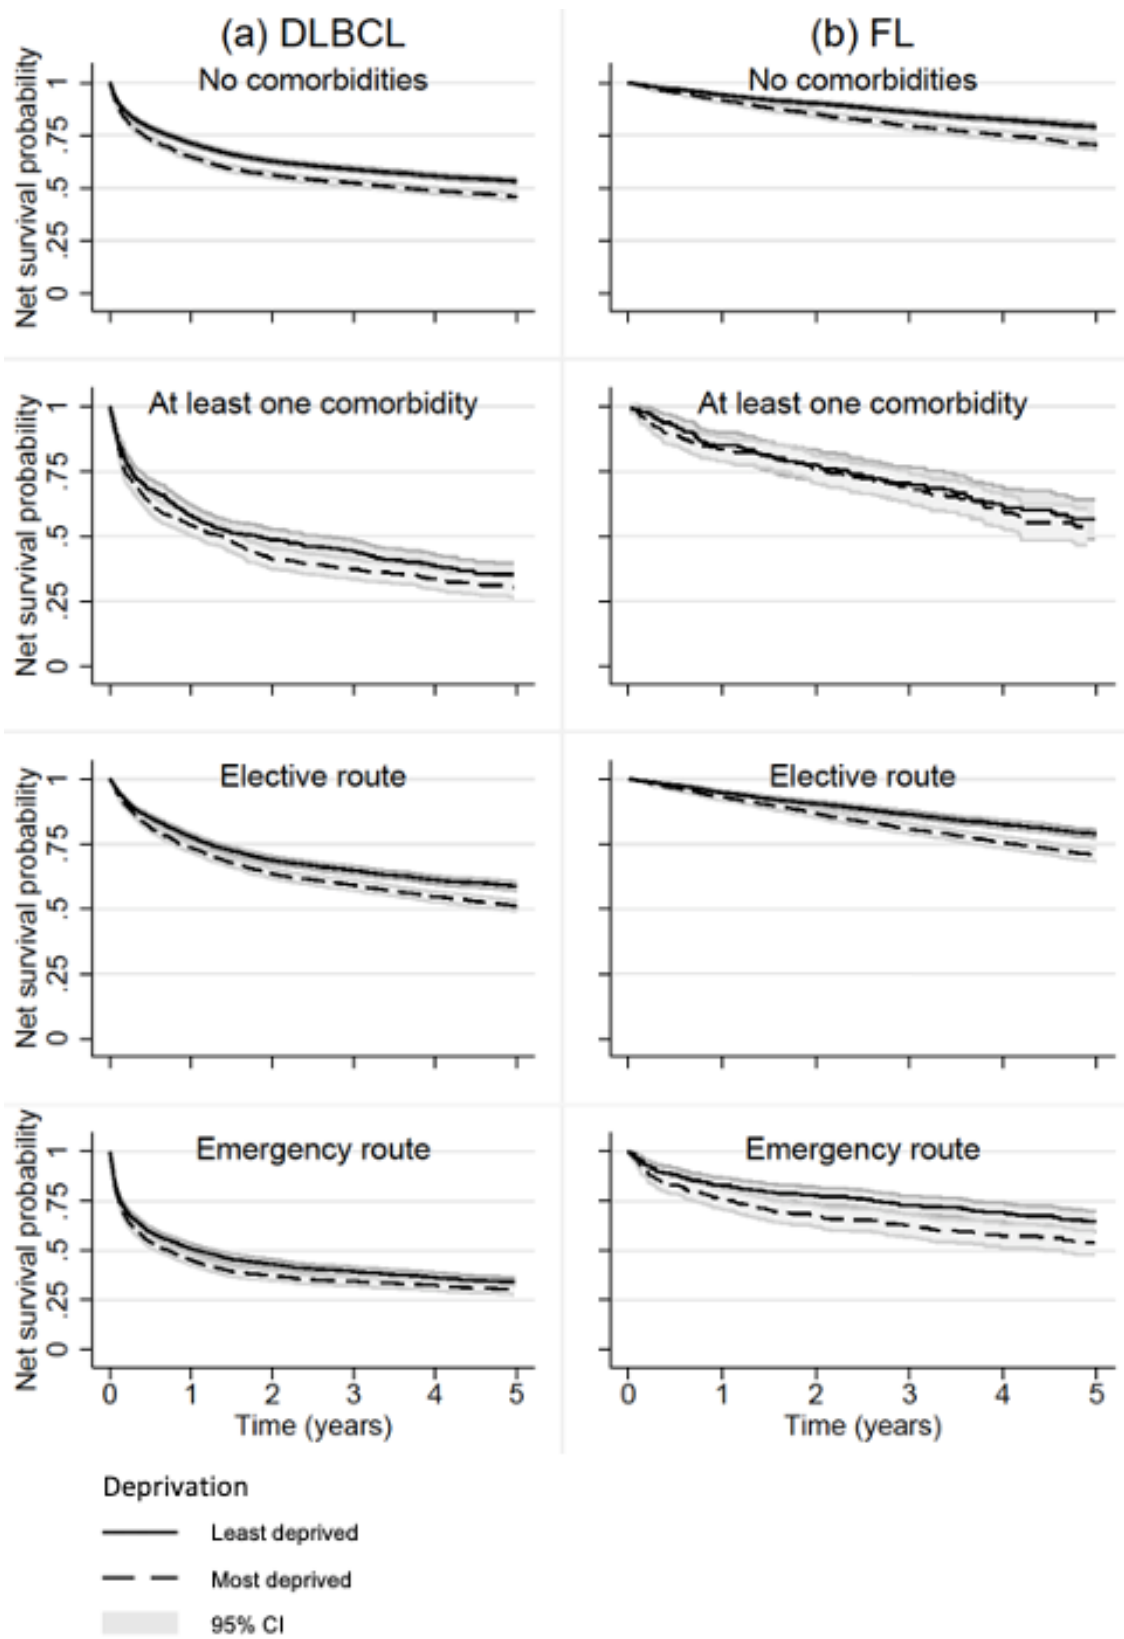 (a) DLBCL
(b) FL
No comorbidities
Net survival probability
1
.75
.5
.25
0
No comorbidities
At least one comorbidity
Net survival probability
1
.75
.5
.25
0
At least one comorbidity
Elective route
Net survival probability
1
.75
.5
.25
0
Elective route
Emergency route
Net survival probability
1
.75
.5
.25
0
0 1 2 3 4 5
Time (years)
Emergency route
0 1 2 3 4 5
Time (years)
Deprivation
Least deprived
Most deprived
95% CI